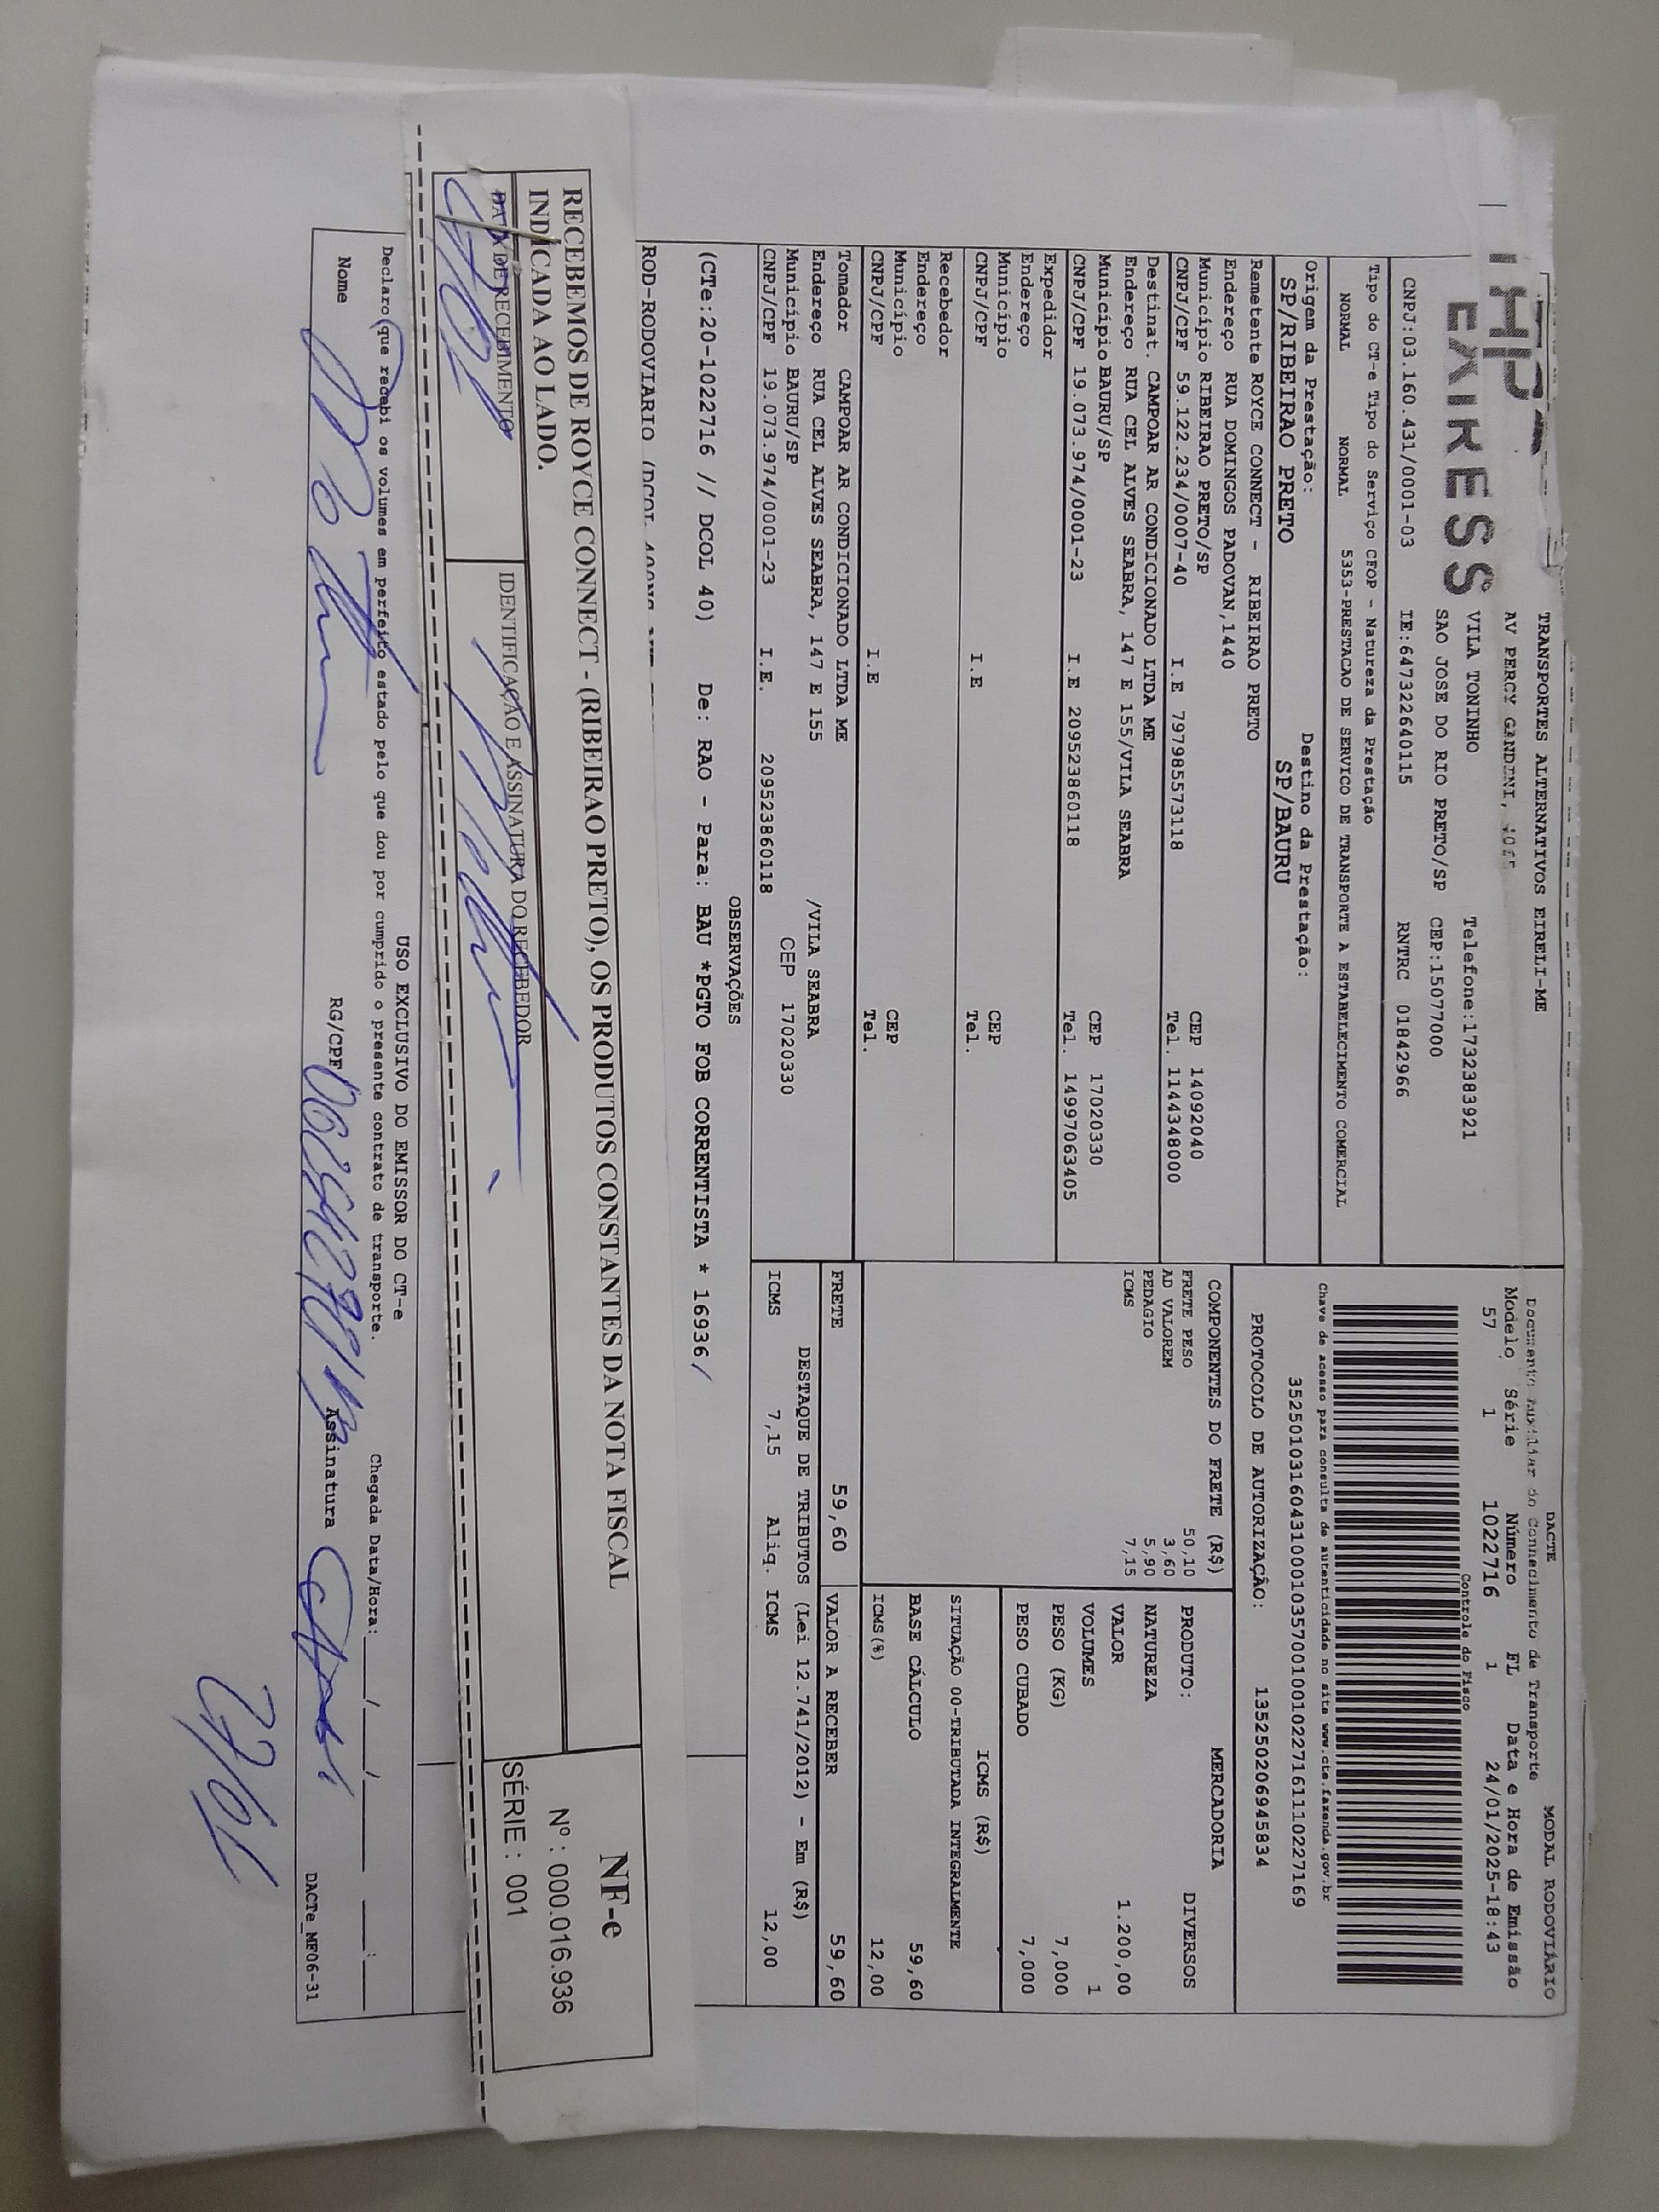 EXPRESS
TRANSPORTES ALTERNATIVOS EIRELI-ME
AV PERCY GANDINI,
VILA TONINHO Telefone:1732383921
SAO JOSE DO RIO PRETO/SP CEP:15077000
CNPJ:03.160.431/0001-03 IE:647322640115 RNTRC 01842966
DACTE MODAL RODOVIÁRIO
Documento Auxiliar do Conhecimento de Transporte
Modelo Série Número FL Data e Hora de Emissão
57 1 1022716 1 24/01/2025-18:43
Controle do Fisco
Chave de acesso para consulta de autenticidade no site www.cte.fazenda.gov.br
35250103160431000103570010010227161110227169
PROTOCOLO DE AUTORIZAÇÃO: 135250206945834
Tipo do CT-e Tipo do Serviço CFOP - Natureza da Prestação
NORMAL NORMAL 5353-PRESTACAO DE SERVICO DE TRANSPORTE A ESTABELECIMENTO COMERCIAL
Origem da Prestação: Destino da Prestação:
SP/RIBEIRAO PRETO SP/BAURU
Remetente ROYCE CONNECT - RIBEIRAO PRETO
Endereço RUA DOMINGOS PADOVAN,1440
Município RIBEIRAO PRETO/SP CEP 14092040
CNPJ/CPF 59.122.234/0007-40 I.E 797985573118 Tel. 1144348000
Destinat. CAMPOAR AR CONDICIONADO LTDA ME
Endereço RUA CEL ALVES SEABRA, 147 E 155/VILA SEABRA
Município BAURU/SP CEP 17020330
CNPJ/CPF 19.073.974/0001-23 I.E 209523860118 Tel. 14997063405
Expedidor
Endereço
Município CEP
CNPJ/CPF I.E Tel.
Recebedor
Endereço
Município CEP
CNPJ/CPF I.E Tel.
Tomador CAMPOAR AR CONDICIONADO LTDA ME
Endereço RUA CEL ALVES SEABRA, 147 E 155 /VILA SEABRA
Município BAURU/SP CEP 17020330
CNPJ/CPF 19.073.974/0001-23 I.E. 209523860118
COMPONENTES DO FRETE (R$)
FRETE PESO 50,10
AD VALOREM 3,60
PEDAGIO 5,90
ICMS 7,15
MERCADORIA
PRODUTO: DIVERSOS
NATUREZA
VALOR 1.200,00
VOLUMES 1
PESO (KG) 7,000
PESO CUBADO 7,000
ICMS (R$)
SITUAÇÃO 00-TRIBUTADA INTEGRALMENTE
BASE CÁLCULO 59,60
ICMS(%) 12,00
FRETE 59,60 VALOR A RECEBER 59,60
DESTAQUE DE TRIBUTOS (Lei 12.741/2012) - Em (R$)
ICMS 7,15 Aliq. ICMS 12,00
OBSERVAÇÕES
(CTe:20-1022716 // DCOL 40) De: RAO - Para: BAU *PGTO FOB CORRENTISTA * 16936/
ROD-RODOVIARIO
RECEBEMOS DE ROYCE CONNECT - (RIBEIRAO PRETO), OS PRODUTOS CONSTANTES DA NOTA FISCAL
INDICADA AO LADO.
DATA DE RECEBIMENTO IDENTIFICAÇÃO E ASSINATURA DO RECEBEDOR
NF-e
Nº : 000.016.936
SÉRIE : 001
USO EXCLUSIVO DO EMISSOR DO CT-e
Declaro que recebi os volumes em perfeito estado pelo que dou por cumprido o presente contrato de transporte. Chegada Data/Hora: ___/___/___ __:__
Nome RG/CPF Assinatura
DACTe_MF06-31